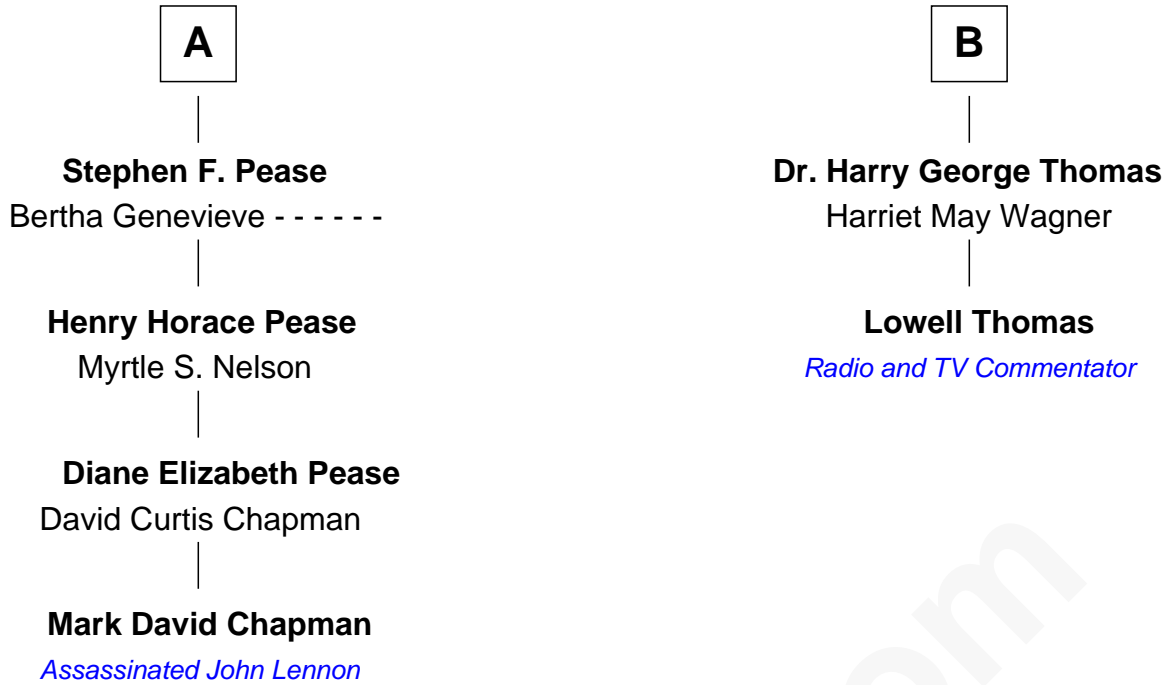 A
Stephen F. Pease
Bertha Genevieve - - - - - -
Henry Horace Pease
Myrtle S. Nelson
Diane Elizabeth Pease
David Curtis Chapman
Mark David Chapman
Assassinated John Lennon
B
Dr. Harry George Thomas
Harriet May Wagner
Lowell Thomas
Radio and TV Commentator
om